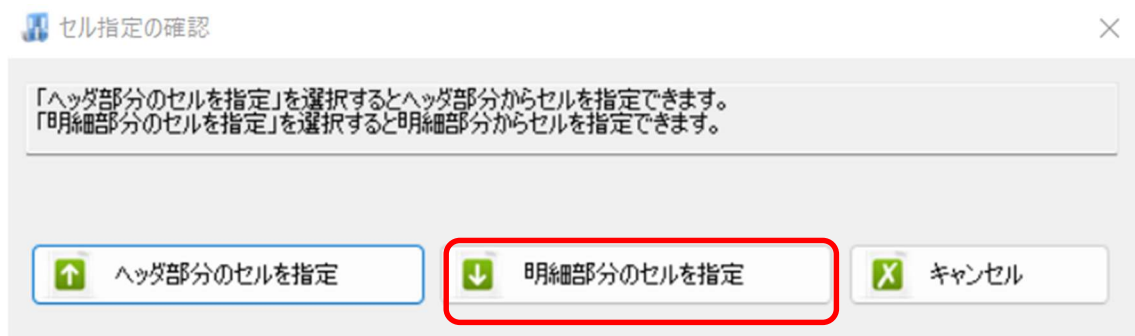 セル指定の確認
「ヘッダ部分のセルを指定」を選択するとヘッダ部分からセルを指定できます。
「明細部分のセルを指定」を選択すると明細部分からセルを指定できます。
ヘッダ部分のセルを指定
明細部分のセルを指定
キャンセル